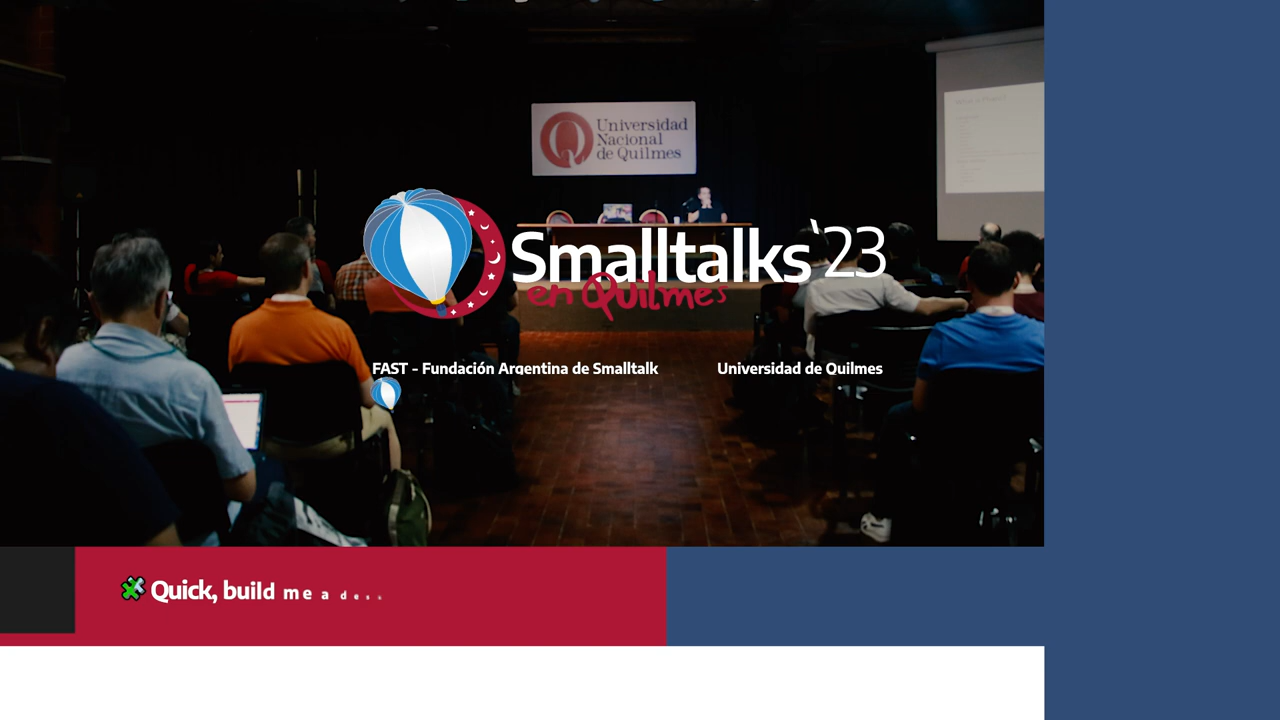 Universidad
Nacional
de Quilmes
Smalltalks'23
en Quilmes
FAST - Fundación Argentina de Smalltalk
Universidad de Quilmes
Quick, build me a